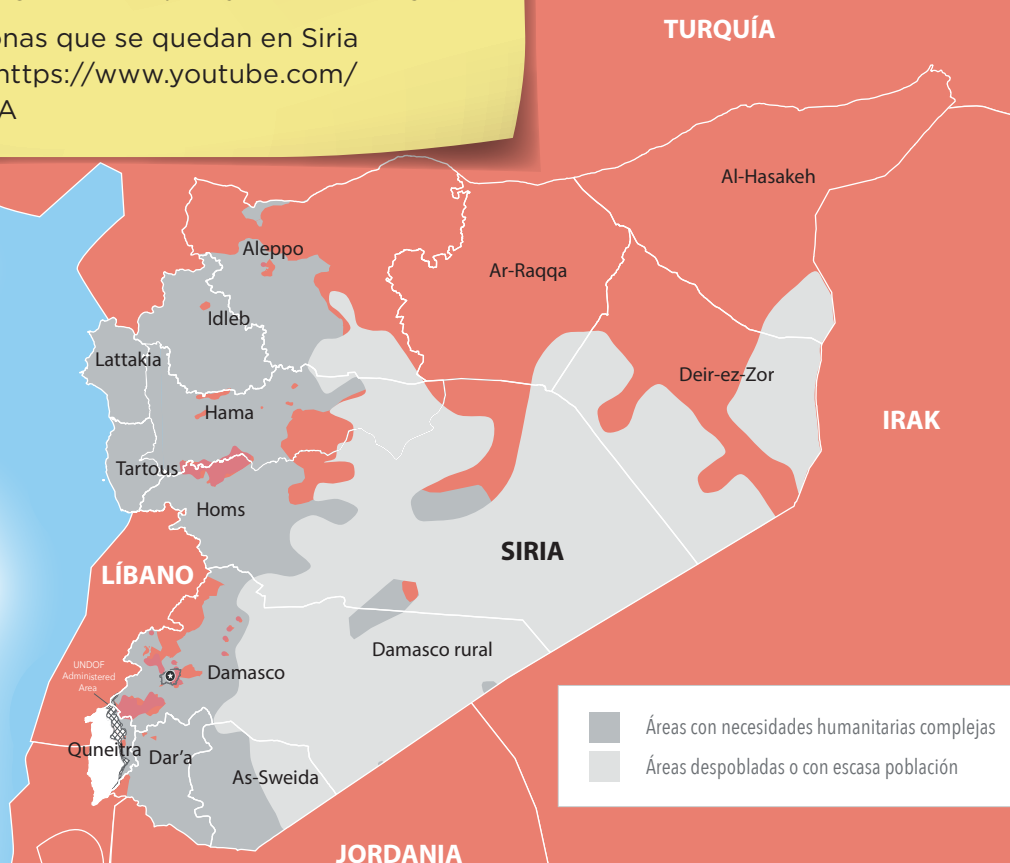 onas que se quedan en Siria
https://www.youtube.com/
A
TURQUÍA
Al-Hasakeh
Aleppo
Ar-Raqqa
Idleb
Lattakia
Deir-ez-Zor
Hama
IRAK
Tartous
Homs
SIRIA
LÍBANO
Damasco rural
UNDOF
Administered
Area
Damasco
Quneitra
Dar'a
As-Sweida
Áreas con necesidades humanitarias complejas
Áreas despobladas o con escasa población
JORDANIA